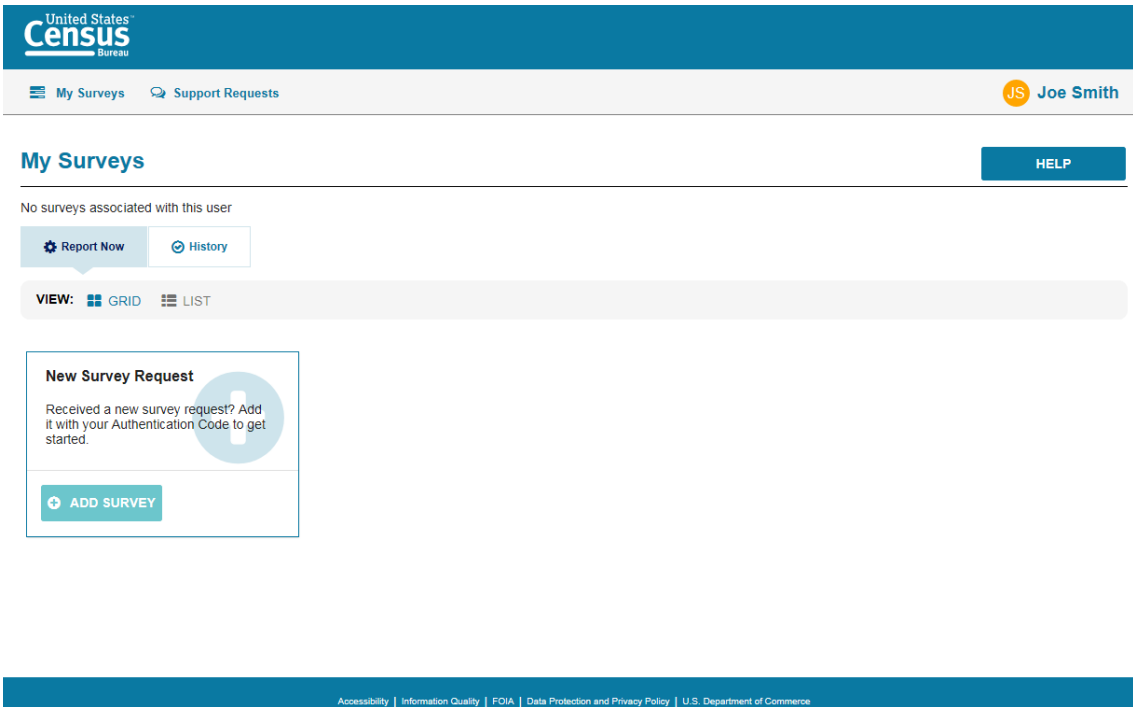 United States™
Census
Bureau
My Surveys Support Requests JS Joe Smith
My Surveys HELP
No surveys associated with this user
Report Now History
VIEW: GRID LIST
New Survey Request
Received a new survey request? Add
it with your Authentication Code to get
started.
ADD SURVEY
Accessibility | Information Quality | FOIA | Data Protection and Privacy Policy | U.S. Department of Commerce